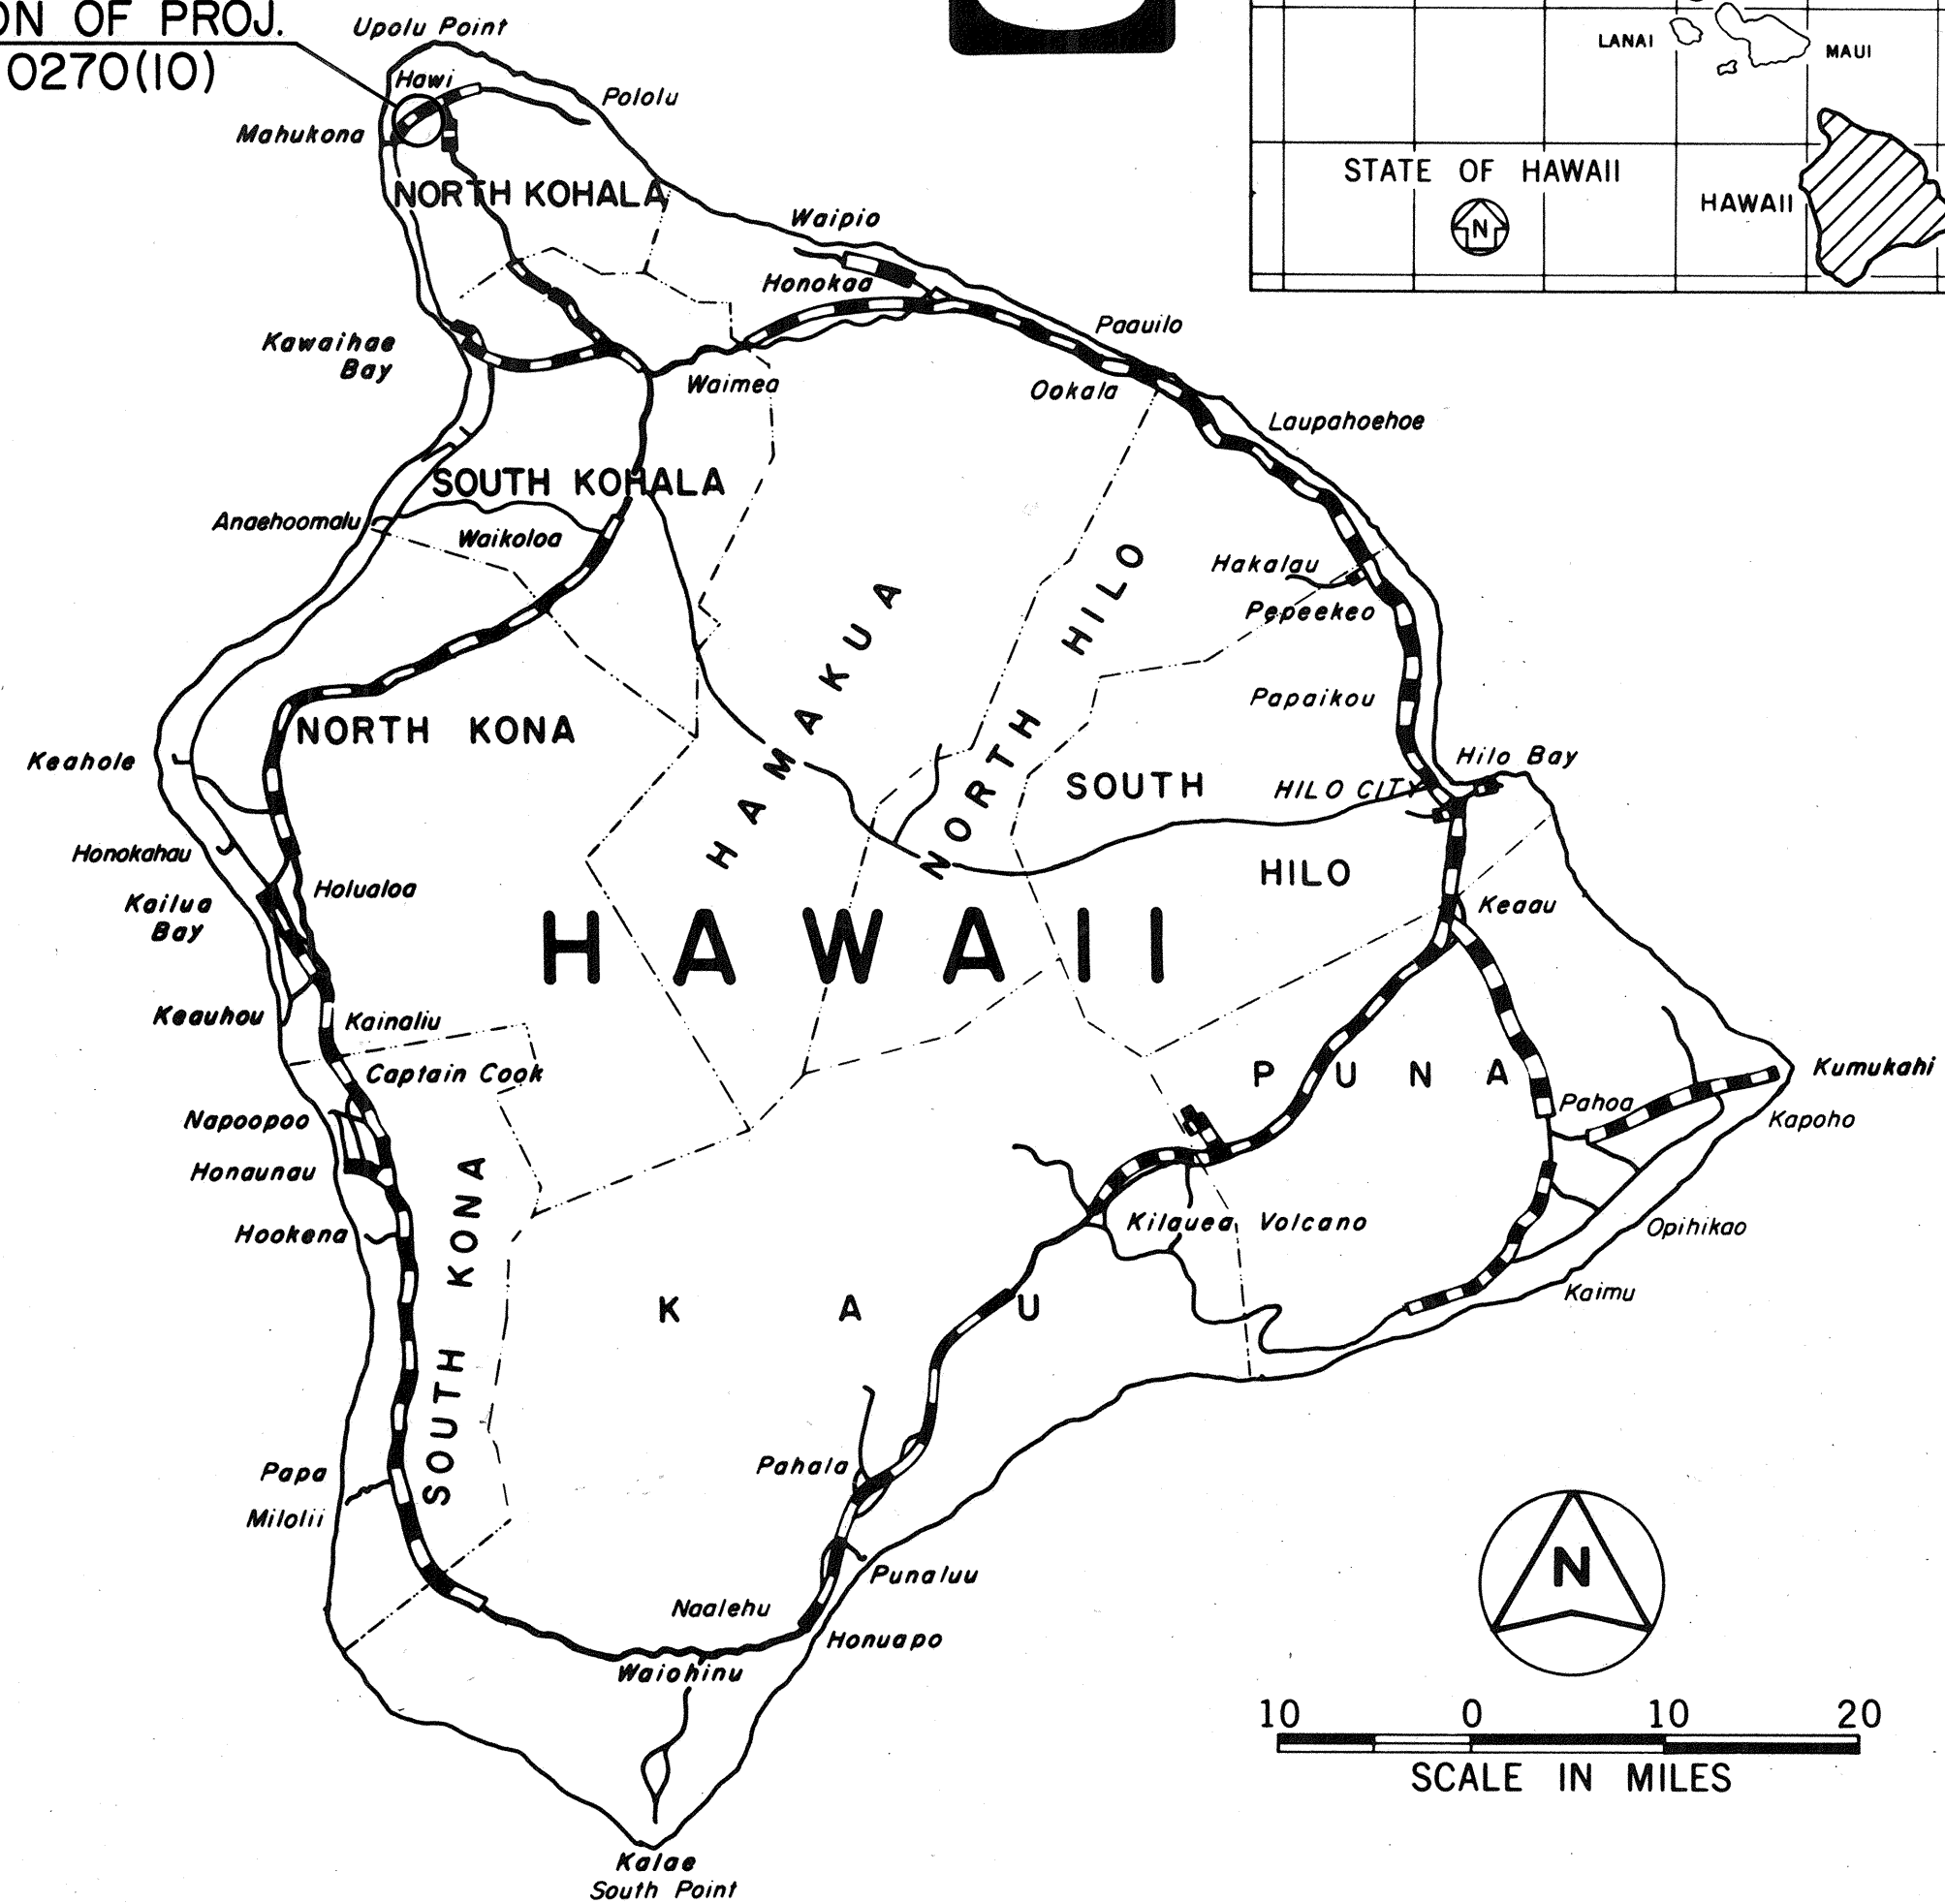 ON OF PROJ.
0270(10)
Upolu Point
Hawi
Pololu
Mahukona
NORTH KOHALA
LANAI
MAUI
STATE OF HAWAII
N
HAWAII
Waipio
Honokaa
Kawaihae
Bay
Waimea
Paauilo
Ookala
Laupahoehoe
SOUTH KOHALA
Anaehoomalu
Waikoloa
Hakalau
Pepeekeo
HAMAKUA
NORTH HILO
Papaikou
NORTH KONA
Keahole
Hilo Bay
HILO CITY
SOUTH
HILO
Honokahau
Holualoa
Kailua
Bay
Keaau
HAWAII
Keauhou
Kainaliu
Captain Cook
PUNA
Kumukahi
Pahoa
Kapoho
Napoopoo
Honaunau
Hookena
SOUTH KONA
Kilauea Volcano
Opihikao
Kaimu
KAU
Papa
Milolii
Pahala
Punaluu
Naalehu
Honuapo
Waiohinu
Kalae
South Point
N
10 0 10 20
SCALE IN MILES